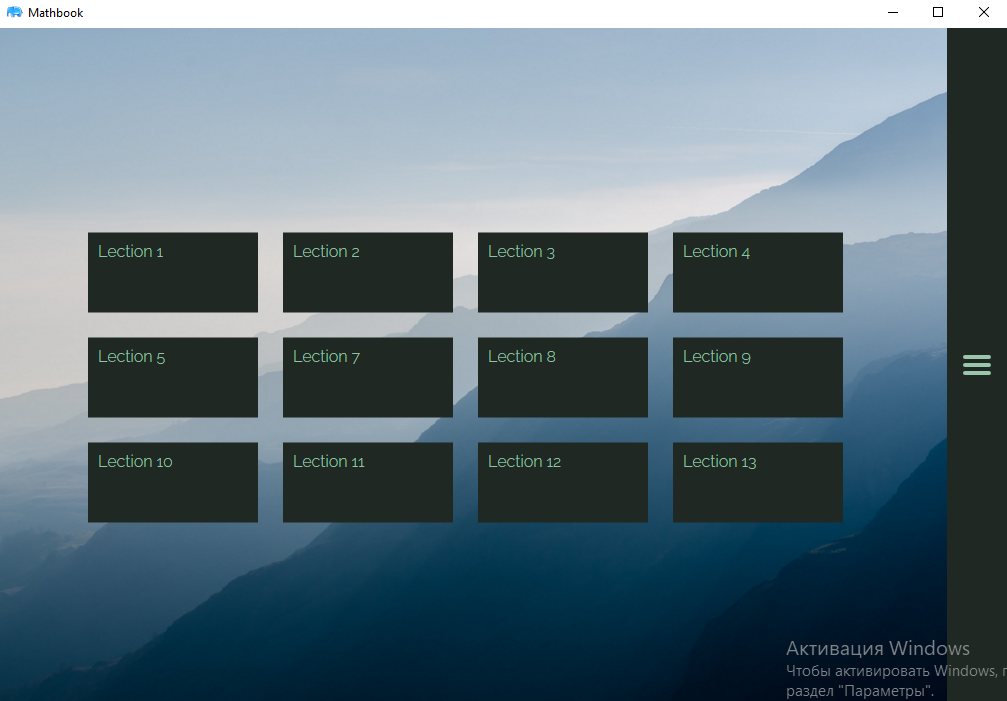 Mathbook
Lection 1
Lection 2
Lection 3
Lection 4
Lection 5
Lection 7
Lection 8
Lection 9
Lection 10
Lection 11
Lection 12
Lection 13
Активация Windows
Чтобы активировать Windows,
раздел "Параметры".